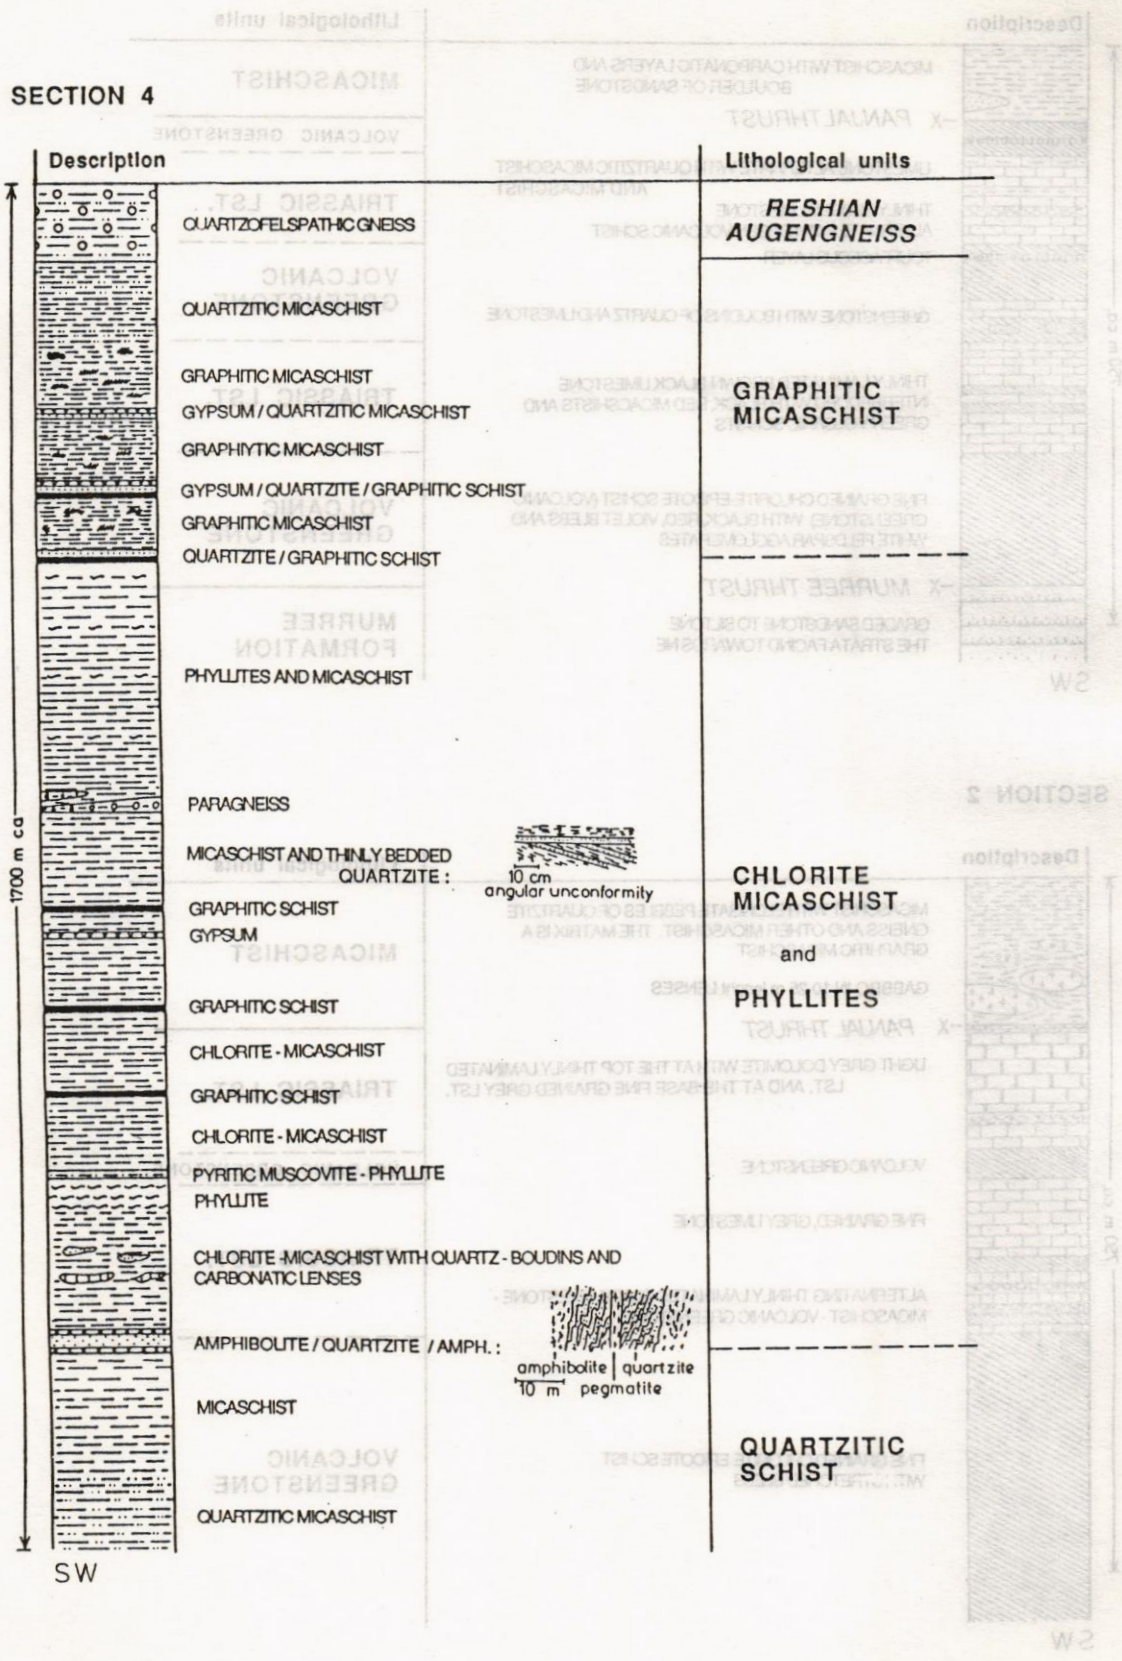 SECTION 4
Description
Lithological units
QUARTZOFELSPATHIC GNEISS
RESHIAN
AUGENGNEISS
QUARTZITIC MICASCHIST
GRAPHITIC MICASCHIST
GRAPHITIC
MICASCHIST
GYPSUM / QUARTZITIC MICASCHIST
GRAPHIYTIC MICASCHIST
GYPSUM / QUARTZITE / GRAPHITIC SCHIST
GRAPHITIC MICASCHIST
QUARTZITE / GRAPHITIC SCHIST
PHYLLITES AND MICASCHIST
PARAGNEISS
MICASCHIST AND THINLY BEDDED
QUARTZITE :
10 cm
angular unconformity
1700 m ca
CHLORITE
MICASCHIST
and
PHYLLITES
GRAPHITIC SCHIST
GYPSUM
GRAPHITIC SCHIST
CHLORITE - MICASCHIST
GRAPHITIC SCHIST
CHLORITE - MICASCHIST
PYRITIC MUSCOVITE - PHYLLITE
PHYLLITE
CHLORITE - MICASCHIST WITH QUARTZ - BOUDINS AND
CARBONATIC LENSES
AMPHIBOLITE / QUARTZITE / AMPH. :
amphibolite | quartzite
10 m pegmatite
MICASCHIST
QUARTZITIC
SCHIST
QUARTZITIC MICASCHIST
SW